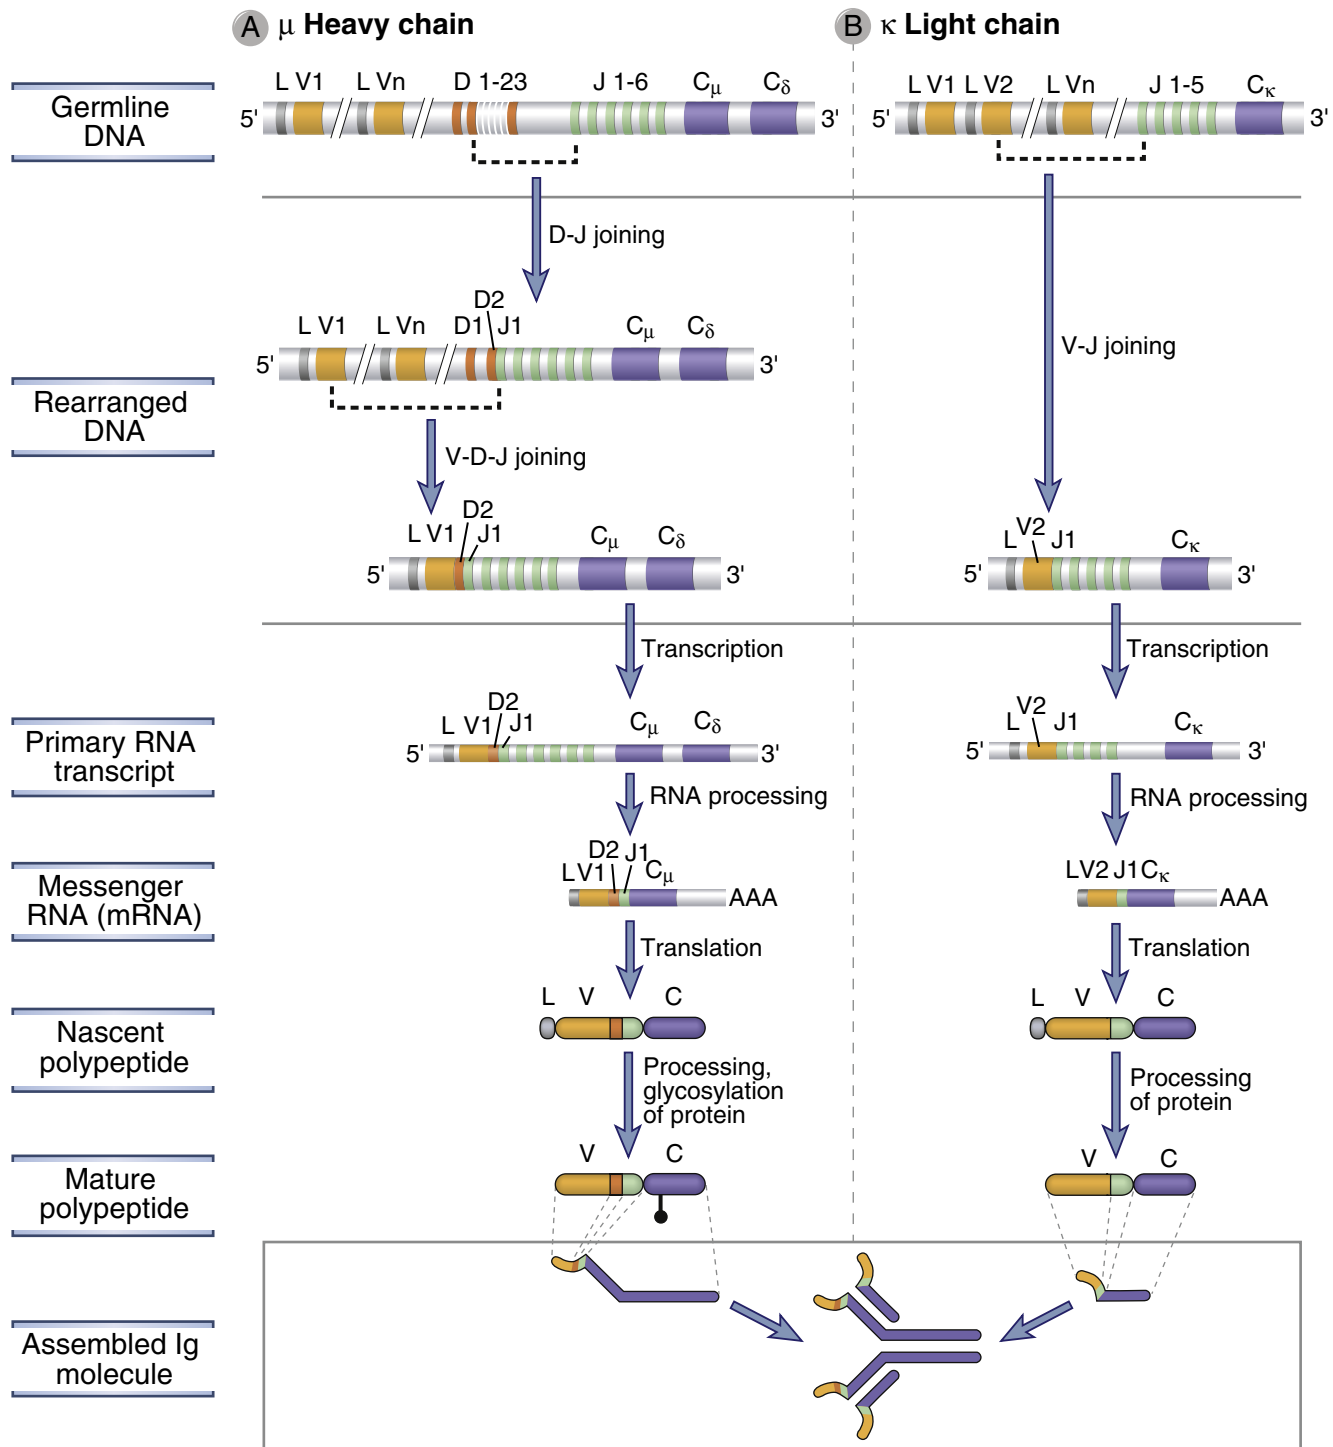 A μ Heavy chain
B κ Light chain
Germline
DNA
L V1 L Vn D 1-23 J 1-6 Cμ Cδ
5' 3'
L V1 L V2 L Vn J 1-5 Cκ
5' 3'
D-J joining
V-J joining
Rearranged
DNA
D2
L V1 L Vn D1 J1 Cμ Cδ
5' 3'
V-D-J joining
D2
L V1 J1 Cμ Cδ
5' 3'
V2
L J1 Cκ
5' 3'
Transcription
Transcription
Primary RNA
transcript
D2
L V1 J1 Cμ Cδ
5' 3'
V2
L J1 Cκ
5' 3'
RNA processing
RNA processing
Messenger
RNA (mRNA)
D2 J1
L V1 Cμ
AAA
LV2 J1 Cκ
AAA
Translation
Translation
Nascent
polypeptide
L V C
L V C
Processing,
glycosylation
of protein
Processing
of protein
Mature
polypeptide
V C
V C
Assembled Ig
molecule